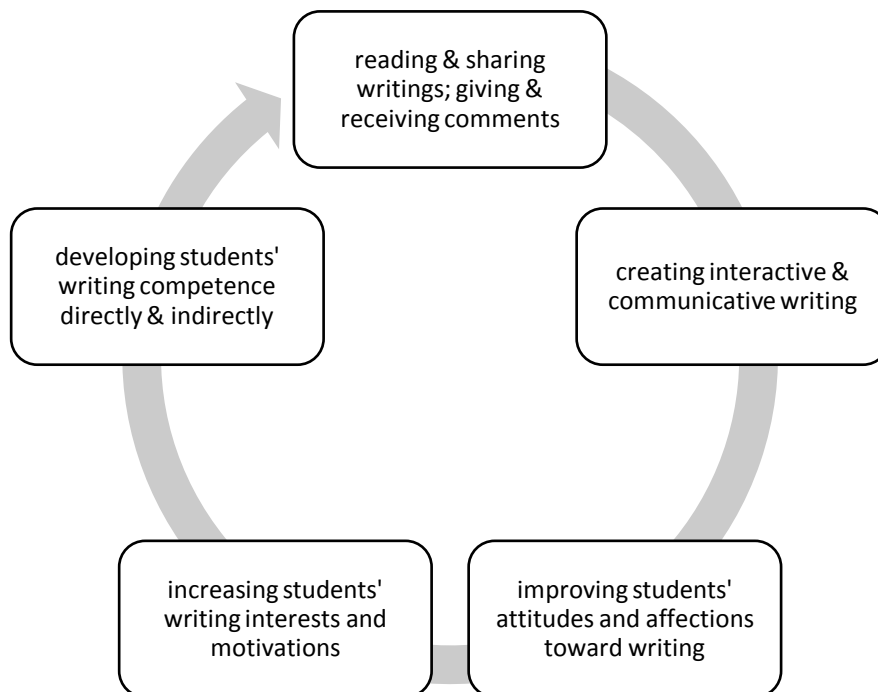 reading & sharing
writings; giving &
receiving comments
creating interactive &
communicative writing
improving students'
attitudes and affections
toward writing
increasing students'
writing interests and
motivations
developing students'
writing competence
directly & indirectly